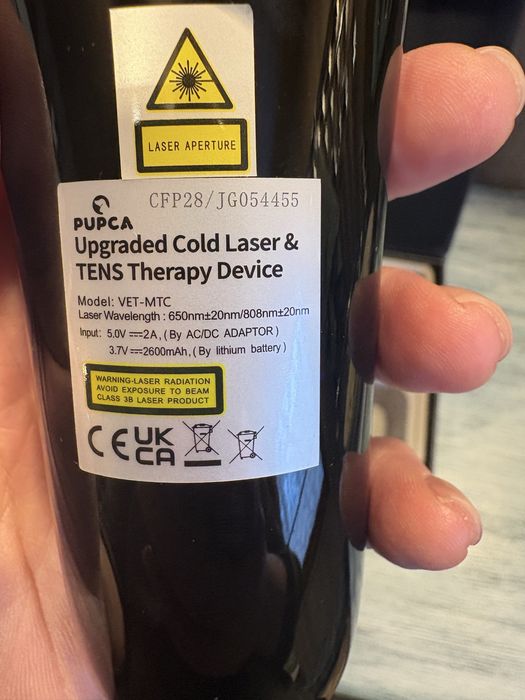 LASER APERTURE
CFP28/JG054455
PUPCA
Upgraded Cold Laser &
TENS Therapy Device
Model: VET-MTC
Laser Wavelength : 650nm±20nm/808nm±20nm
Input: 5.0V⎓2A, ( By AC/DC ADAPTOR )
3.7V⎓2600mAh, ( By lithium battery )
WARNING-LASER RADIATION
AVOID EXPOSURE TO BEAM
CLASS 3B LASER PRODUCT
CE UK
CA